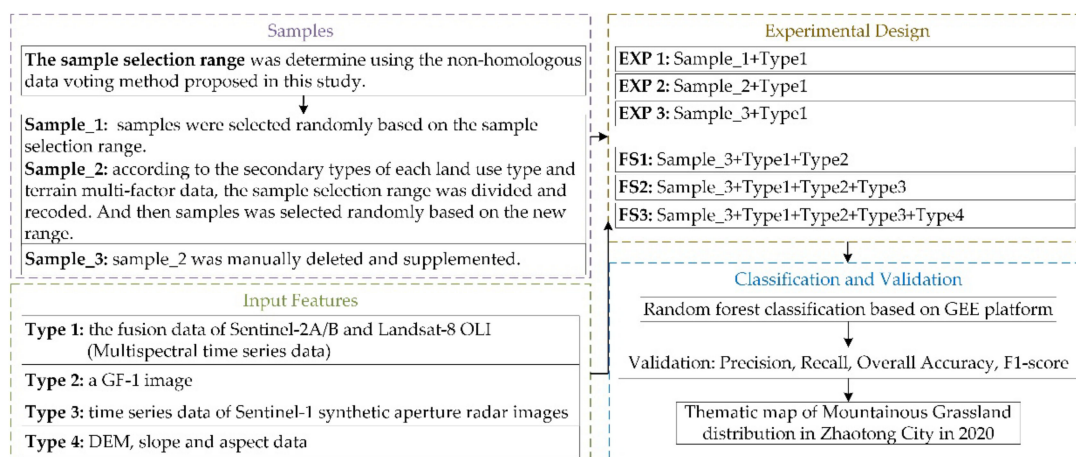 Samples
The sample selection range was determine using the non-homologous
data voting method proposed in this study.
Sample_1: samples were selected randomly based on the sample
selection range.
Sample_2: according to the secondary types of each land use type and
terrain multi-factor data, the sample selection range was divided and
recoded. And then samples was selected randomly based on the new
range.
Sample_3: sample_2 was manually deleted and supplemented.
Input Features
Type 1: the fusion data of Sentinel-2A/B and Landsat-8 OLI
(Multispectral time series data)
Type 2: a GF-1 image
Type 3: time series data of Sentinel-1 synthetic aperture radar images
Type 4: DEM, slope and aspect data
Experimental Design
EXP 1: Sample_1+Type1
EXP 2: Sample_2+Type1
EXP 3: Sample_3+Type1
FS1: Sample_3+Type1+Type2
FS2: Sample_3+Type1+Type2+Type3
FS3: Sample_3+Type1+Type2+Type3+Type4
Classification and Validation
Random forest classification based on GEE platform
Validation: Precision, Recall, Overall Accuracy, F1-score
Thematic map of Mountainous Grassland
distribution in Zhaotong City in 2020